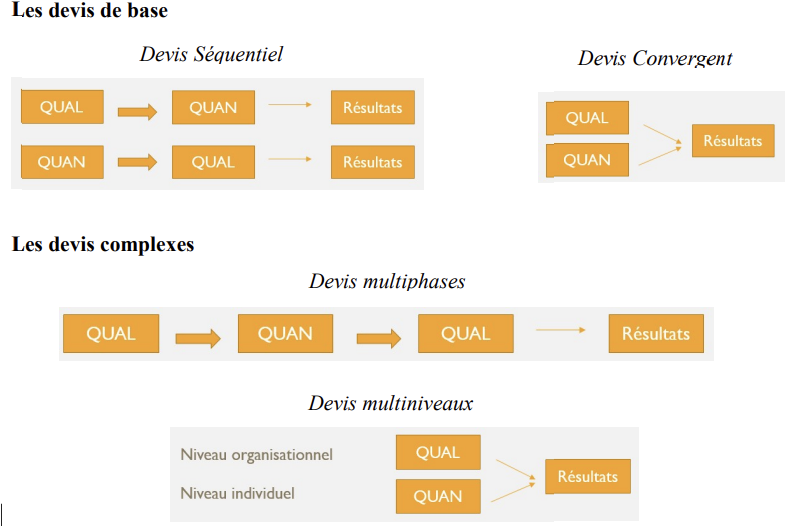 Les devis de base
Devis Séquentiel
Devis Convergent
QUAL QUAN Résultats
QUAN QUAL Résultats
QUAL
QUAN
Résultats
Les devis complexes
Devis multiphases
QUAL QUAN QUAL Résultats
Devis multiniveaux
Niveau organisationnel QUAL
Niveau individuel QUAN
Résultats